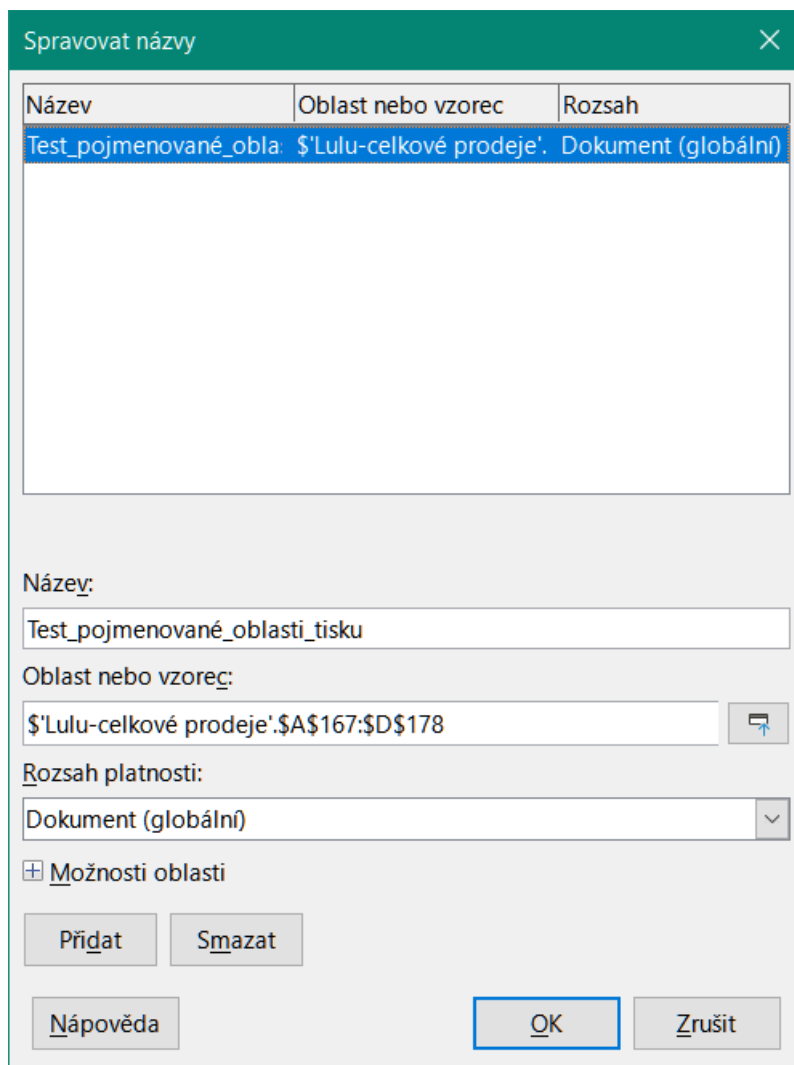 Spravovat názvy
Název Oblast nebo vzorec Rozsah
Test_pojmenované_obla $'Lulu-celkové prodeje'. Dokument (globální)
Název:
Test_pojmenované_oblasti_tisku
Oblast nebo vzorec:
$'Lulu-celkové prodeje'.$A$167:$D$178
Rozsah platnosti:
Dokument (globální)
Možnosti oblasti
Přidat Smazat
Nápověda OK Zrušit